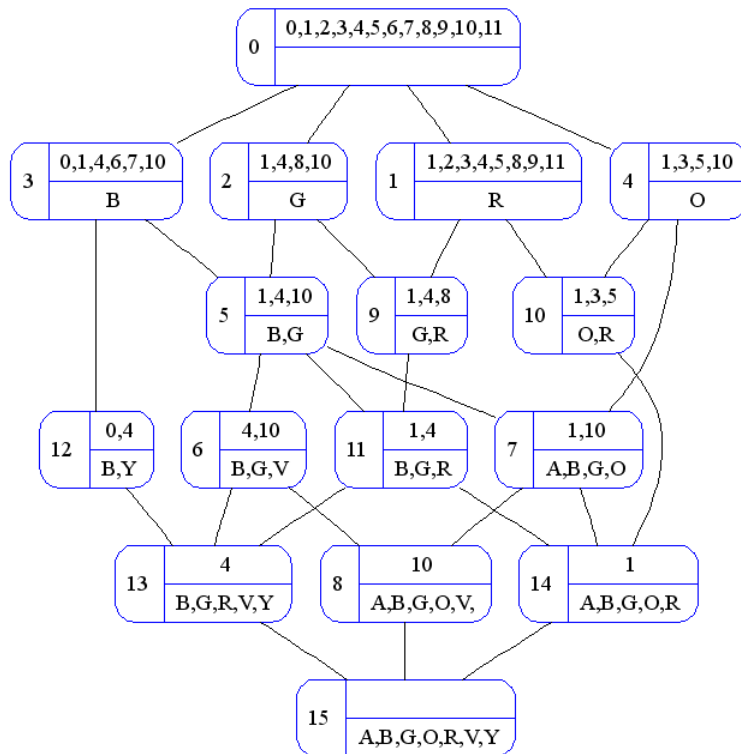 0
0,1,2,3,4,5,6,7,8,9,10,11
3
0,1,4,6,7,10
B
2
1,4,8,10
G
1
1,2,3,4,5,8,9,11
R
4
1,3,5,10
O
5
1,4,10
B,G
9
1,4,8
G,R
10
1,3,5
O,R
12
0,4
B,Y
6
4,10
B,G,V
11
1,4
B,G,R
7
1,10
A,B,G,O
13
4
B,G,R,V,Y
8
10
A,B,G,O,V,
14
1
A,B,G,O,R
15
A,B,G,O,R,V,Y